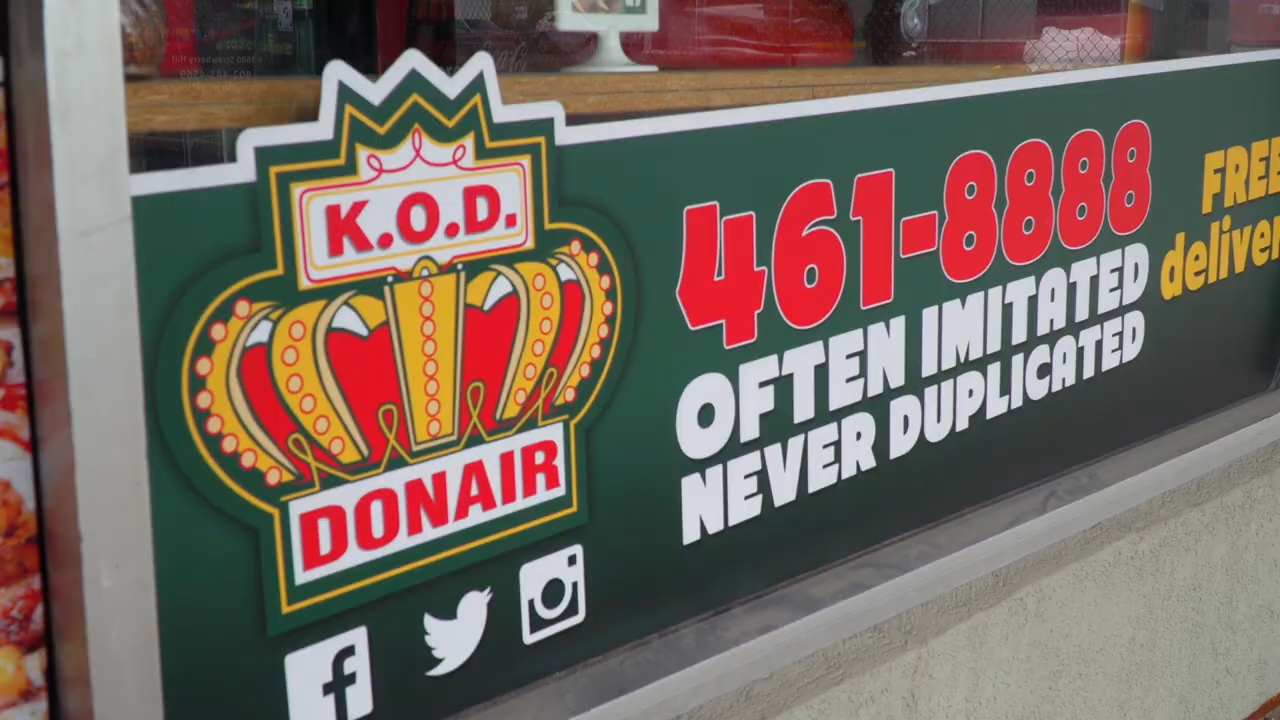 K.O.D.
DONAIR
461-8888
OFTEN IMITATED
NEVER DUPLICATED
FREE
deliver